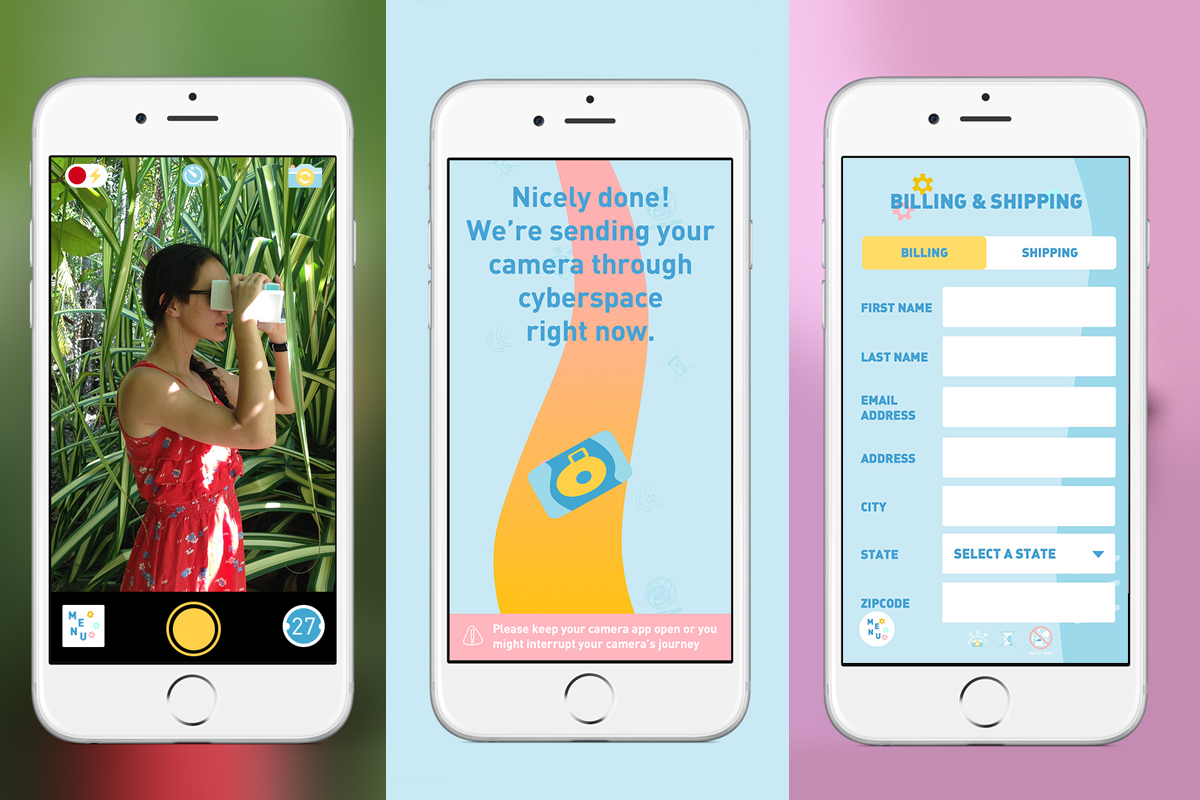 MENU
27
Nicely done!
We're sending your
camera through
cyberspace
right now.
Please keep your camera app open or you
might interrupt your camera's journey
BILLING & SHIPPING
BILLING
SHIPPING
FIRST NAME
LAST NAME
EMAIL
ADDRESS
ADDRESS
CITY
STATE
SELECT A STATE
ZIPCODE
MENU